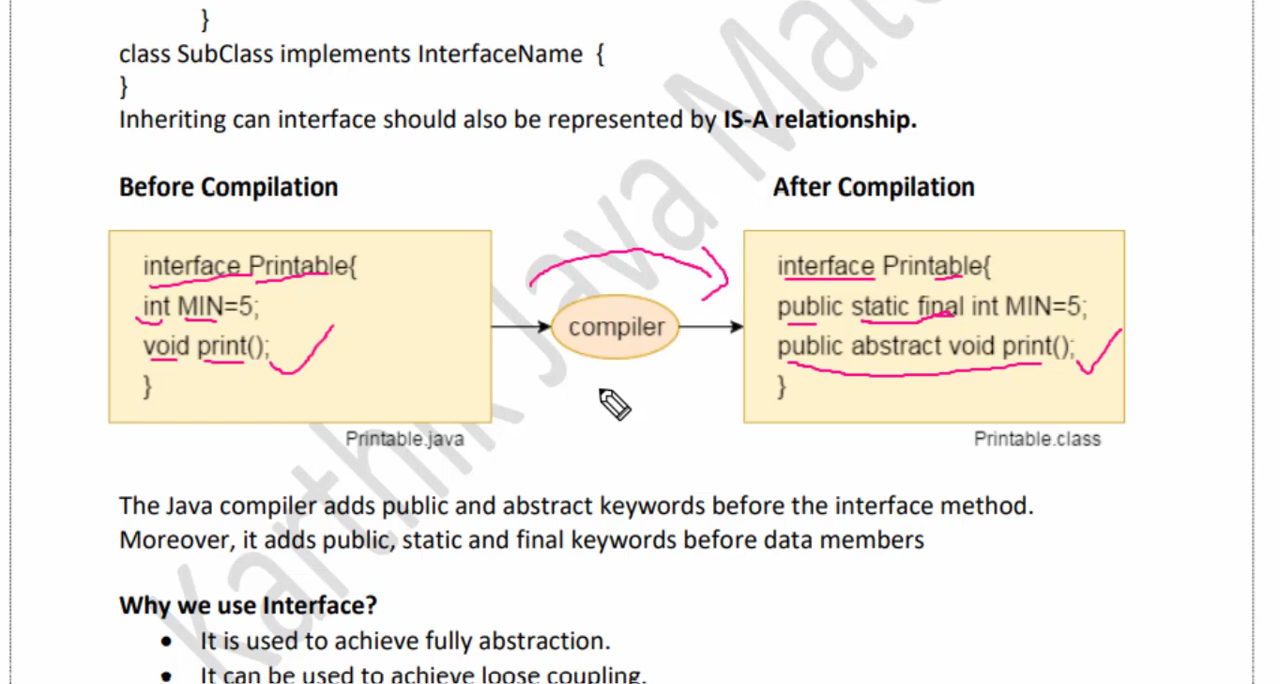 }
class SubClass implements InterfaceName {
}
Inheriting can interface should also be represented by IS-A relationship.
Before Compilation
After Compilation
interface Printable{
int MIN=5;
void print();
}
Printable.java
compiler
interface Printable{
public static final int MIN=5;
public abstract void print();
}
Printable.class
The Java compiler adds public and abstract keywords before the interface method.
Moreover, it adds public, static and final keywords before data members
Why we use Interface?
• It is used to achieve fully abstraction.
• It can be used to achieve loose coupling.
Karthik Java Mat